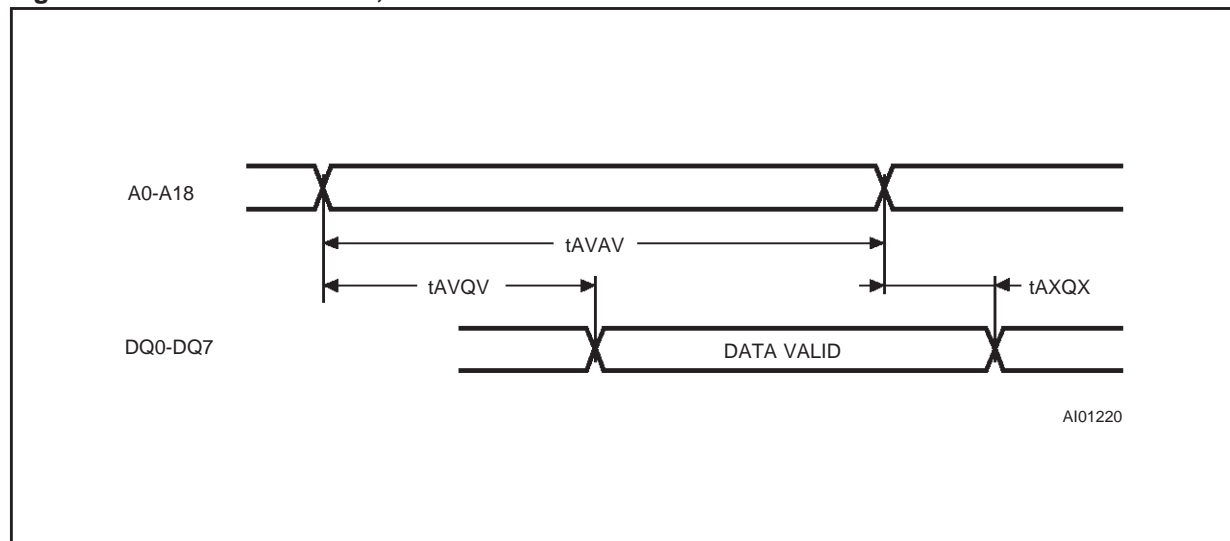 A0-A18
tAVAV
tAVQV
tAXQX
DQ0-DQ7
DATA VALID
AI01220